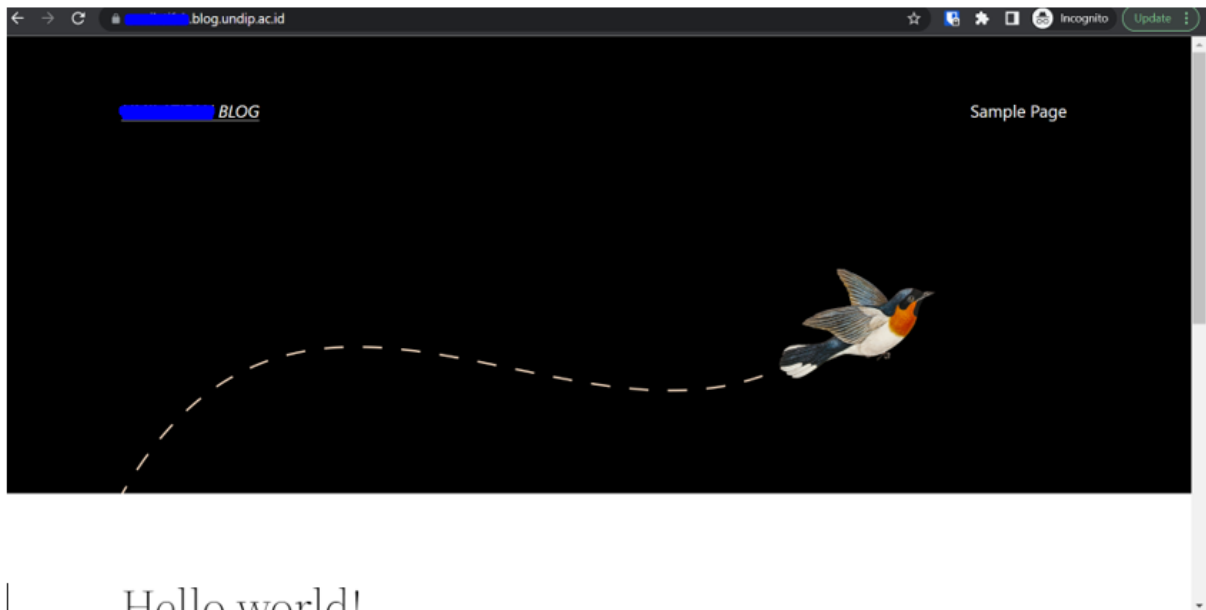 .blog.undip.ac.id
Incognito
Update
BLOG
Sample Page
Hello world!